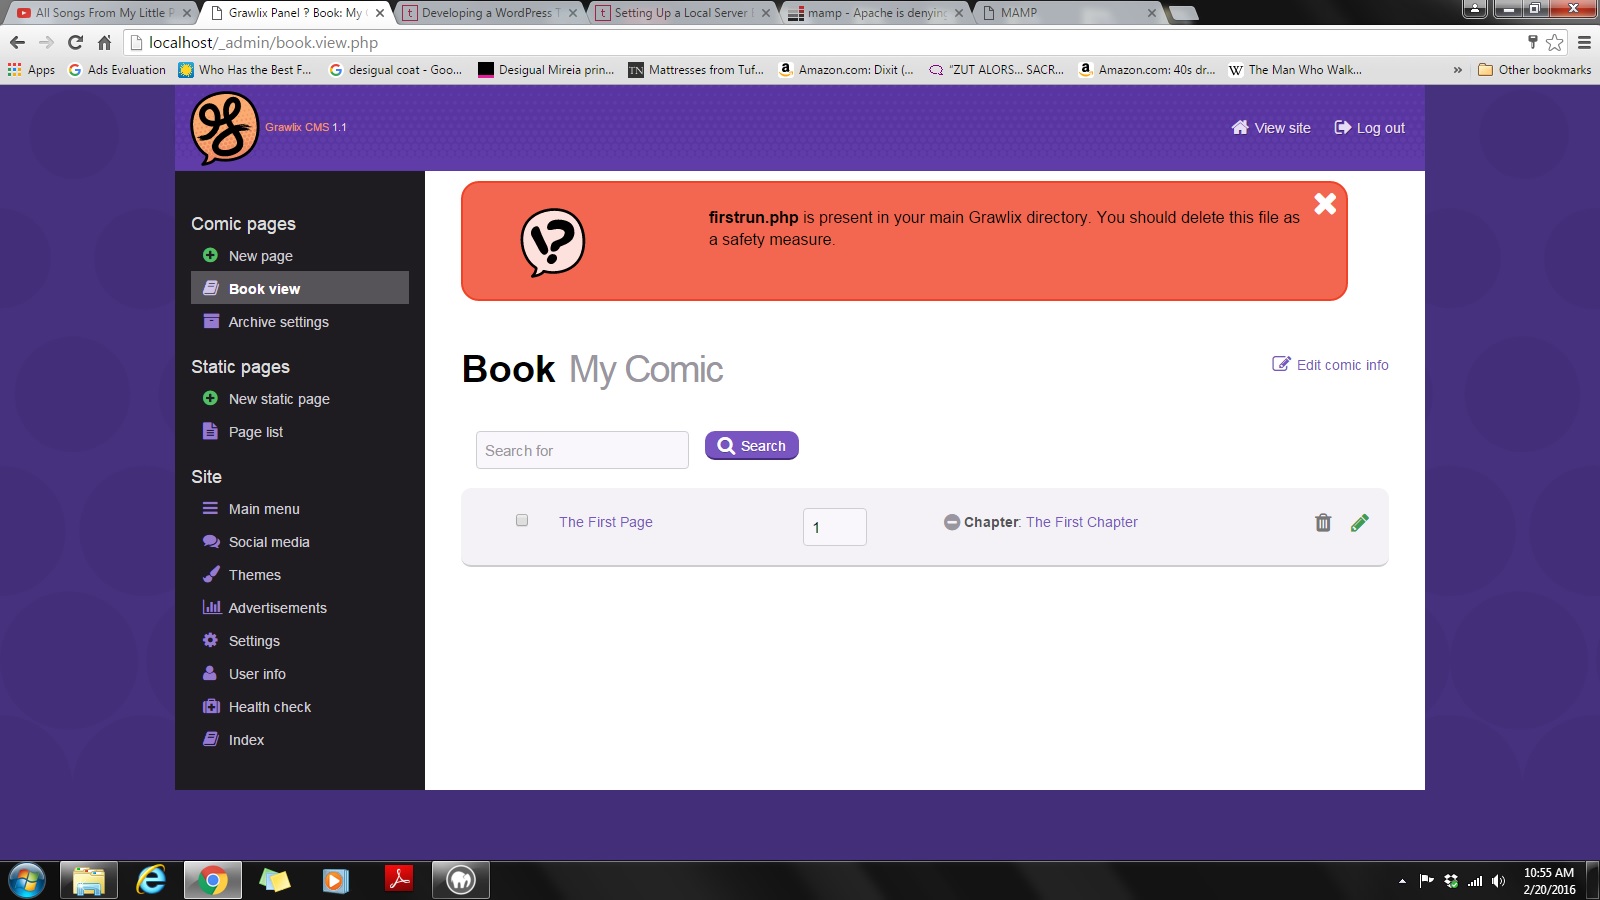 All Songs From My Little P
Grawlix Panel ? Book: My C
Developing a WordPress T
Setting Up a Local Server E
mamp - Apache is denying
MAMP
localhost/_admin/book.view.php
Apps
Ads Evaluation
Who Has the Best F...
desigual coat - Goo...
Desigual Mireia prin...
TN
Mattresses from Tuf...
Amazon.com: Dixit (...
"ZUT ALORS... SACR...
Amazon.com: 40s dr...
W
The Man Who Walk...
»
Other bookmarks
Grawlix CMS 1.1
View site
Log out
Comic pages
New page
Book view
Archive settings
Static pages
New static page
Page list
Site
Main menu
Social media
Themes
Advertisements
Settings
User info
Health check
Index
!?
firstrun.php is present in your main Grawlix directory. You should delete this file as
a safety measure.
Book My Comic
Edit comic info
Search for
Search
The First Page
1
Chapter: The First Chapter
10:55 AM
2/20/2016